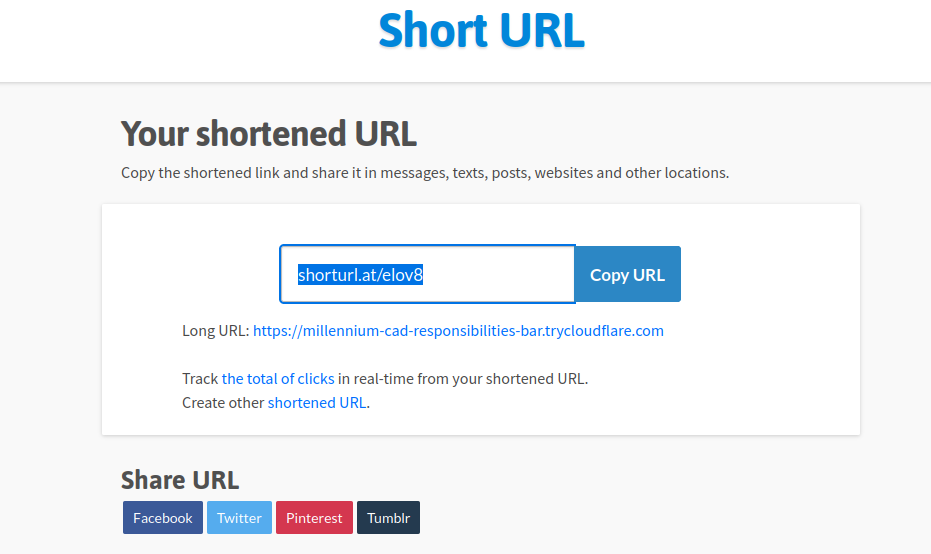 Short URL
Your shortened URL
Copy the shortened link and share it in messages, texts, posts, websites and other locations.
shorturl.at/elov8 Copy URL
Long URL: https://millennium-cad-responsibilities-bar.trycloudflare.com
Track the total of clicks in real-time from your shortened URL.
Create other shortened URL.
Share URL
Facebook Twitter Pinterest Tumblr